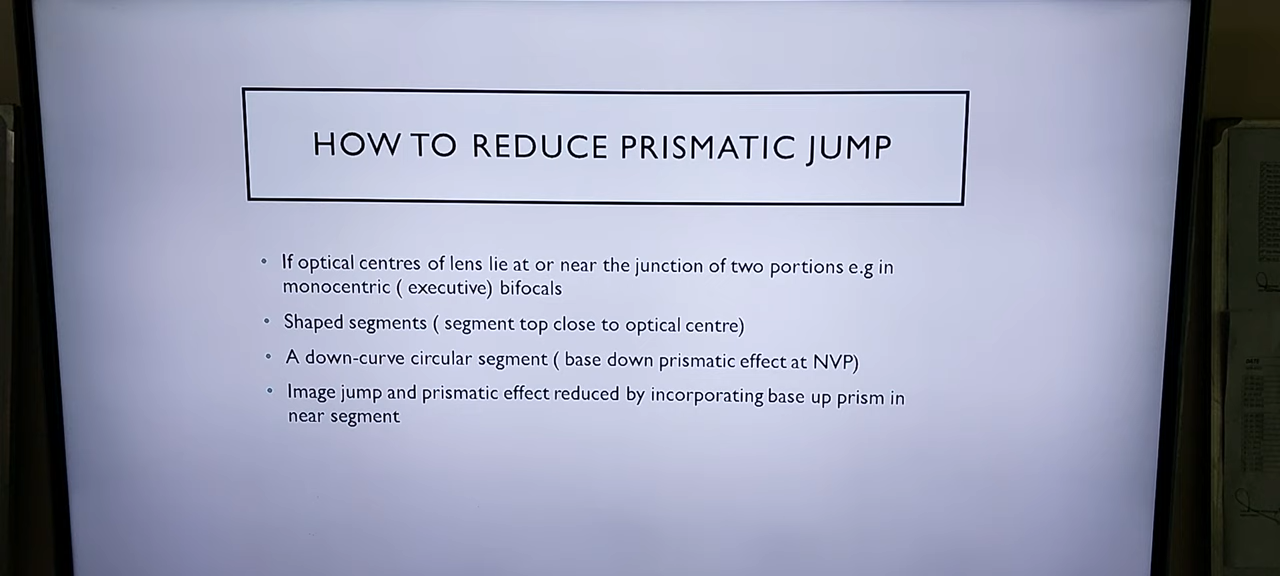 HOW TO REDUCE PRISMATIC JUMP
• If optical centres of lens lie at or near the junction of two portions e.g in
monocentric ( executive) bifocals
• Shaped segments ( segment top close to optical centre)
• A down-curve circular segment ( base down prismatic effect at NVP)
• Image jump and prismatic effect reduced by incorporating base up prism in
near segment